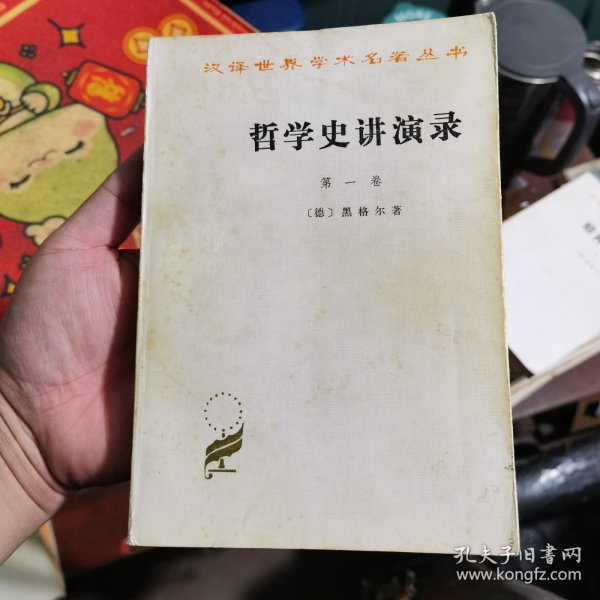 汉译世界学术名著丛书
哲学史讲演录
第一卷
〔德〕黑格尔著
孔夫子旧书网
www.kongfz.com